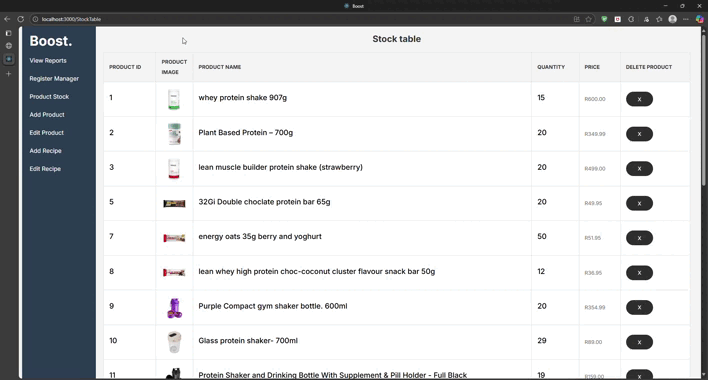 Boost
localhost:3000/StockTable
Boost.
View Reports
Register Manager
Product Stock
Add Product
Edit Product
Add Recipe
Edit Recipe
Stock table
PRODUCT ID PRODUCT IMAGE PRODUCT NAME QUANTITY PRICE DELETE PRODUCT
1 whey protein shake 907g 15 R600.00 X
2 Plant Based Protein – 700g 20 R349.99 X
3 lean muscle builder protein shake (strawberry) 20 R499.00 X
5 32Gi Double choclate protein bar 65g 20 R49.95 X
7 energy oats 35g berry and yoghurt 50 R51.95 X
8 lean whey high protein choc-coconut cluster flavour snack bar 50g 12 R36.95 X
9 Purple Compact gym shaker bottle. 600ml 20 R354.99 X
10 Glass protein shaker- 700ml 29 R89.00 X
11 Protein Shaker and Drinking Bottle With Supplement & Pill Holder - Full Black 19 R159.00 X